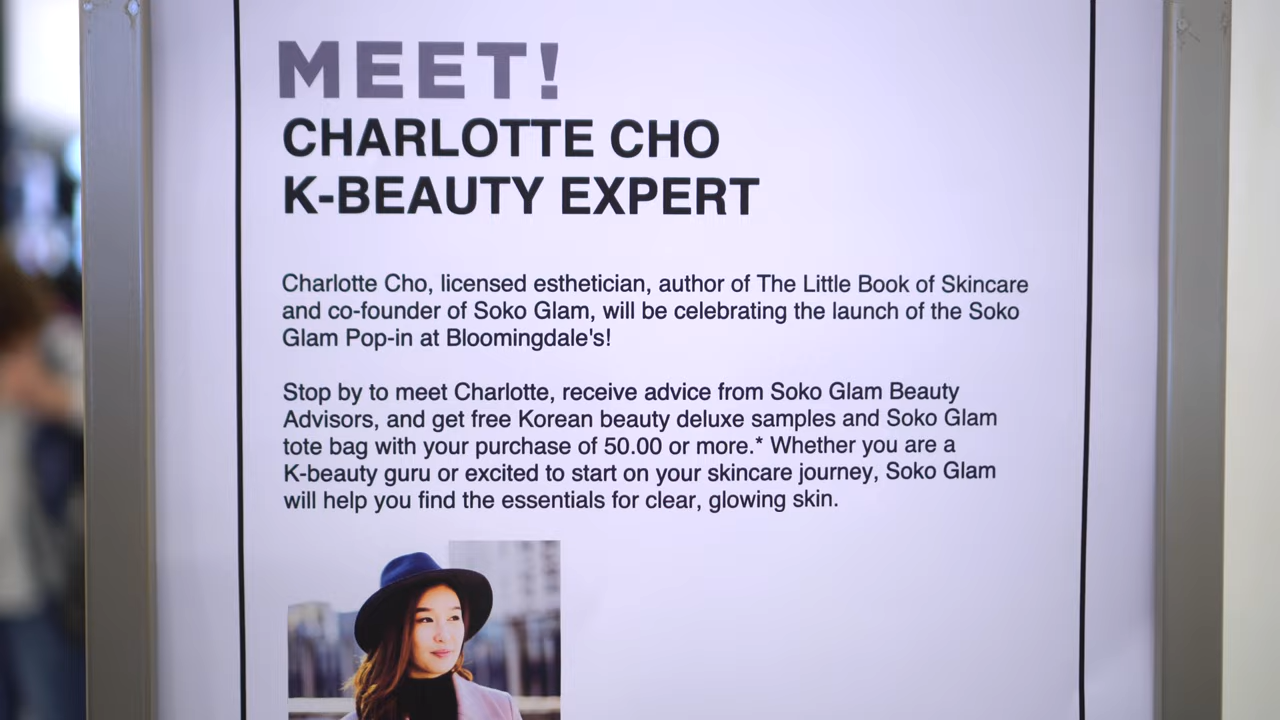 MEET!
CHARLOTTE CHO
K-BEAUTY EXPERT
Charlotte Cho, licensed esthetician, author of The Little Book of Skincare
and co-founder of Soko Glam, will be celebrating the launch of the Soko
Glam Pop-in at Bloomingdale's!
Stop by to meet Charlotte, receive advice from Soko Glam Beauty
Advisors, and get free Korean beauty deluxe samples and Soko Glam
tote bag with your purchase of 50.00 or more.* Whether you are a
K-beauty guru or excited to start on your skincare journey, Soko Glam
will help you find the essentials for clear, glowing skin.